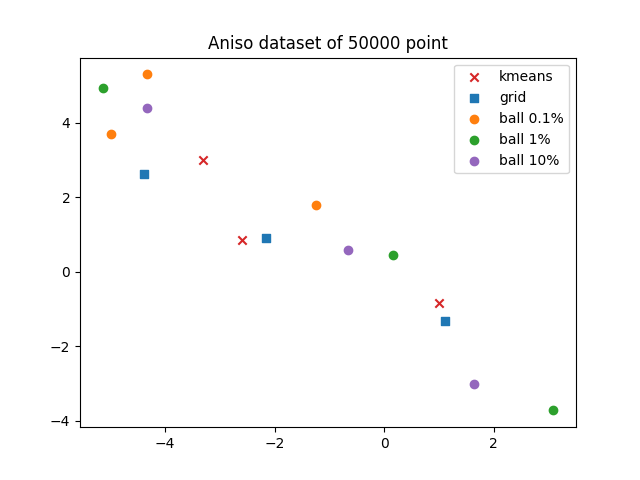 Aniso dataset of 50000 point
kmeans
grid
ball 0.1%
ball 1%
ball 10%
4
2
0
−2
−4
−4 −2 0 2